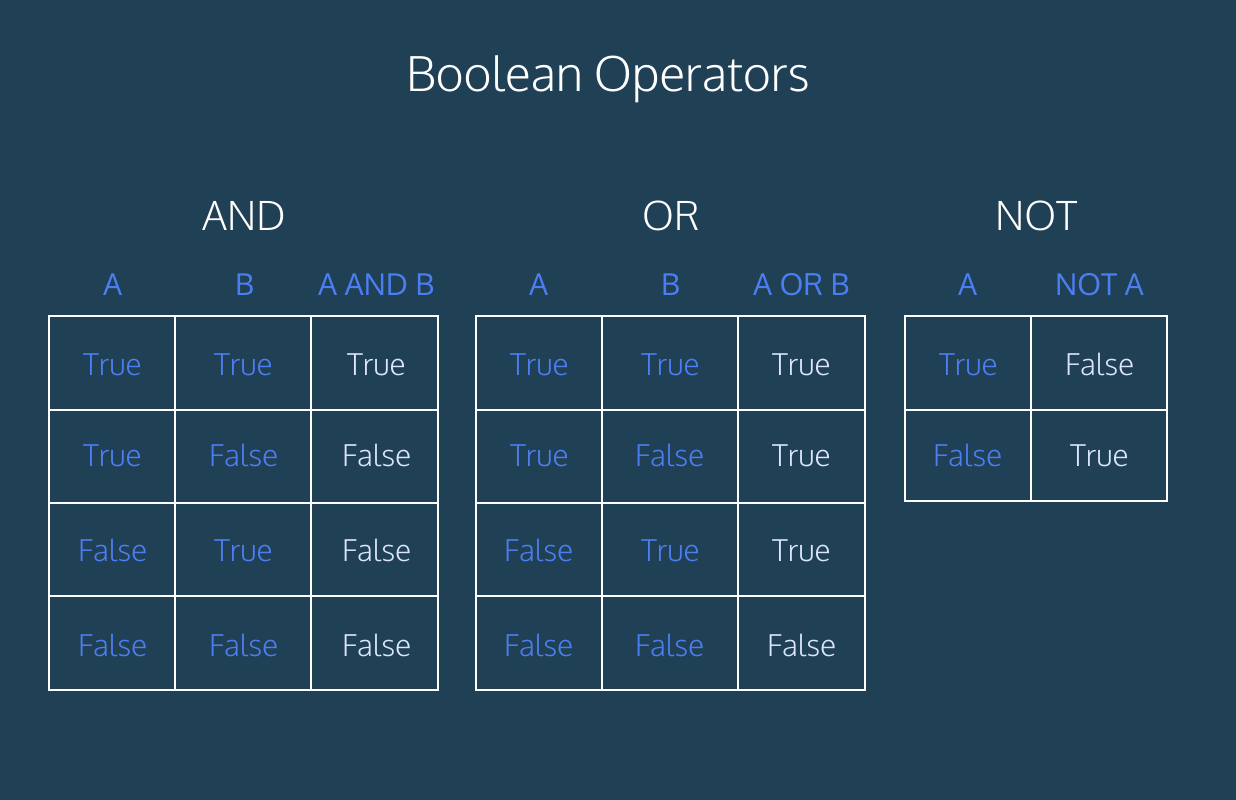 Boolean Operators
AND OR NOT
A B A AND B A B A OR B A NOT A
True True True True True True True False
True False False True False True False True
False True False False True True
False False False False False False